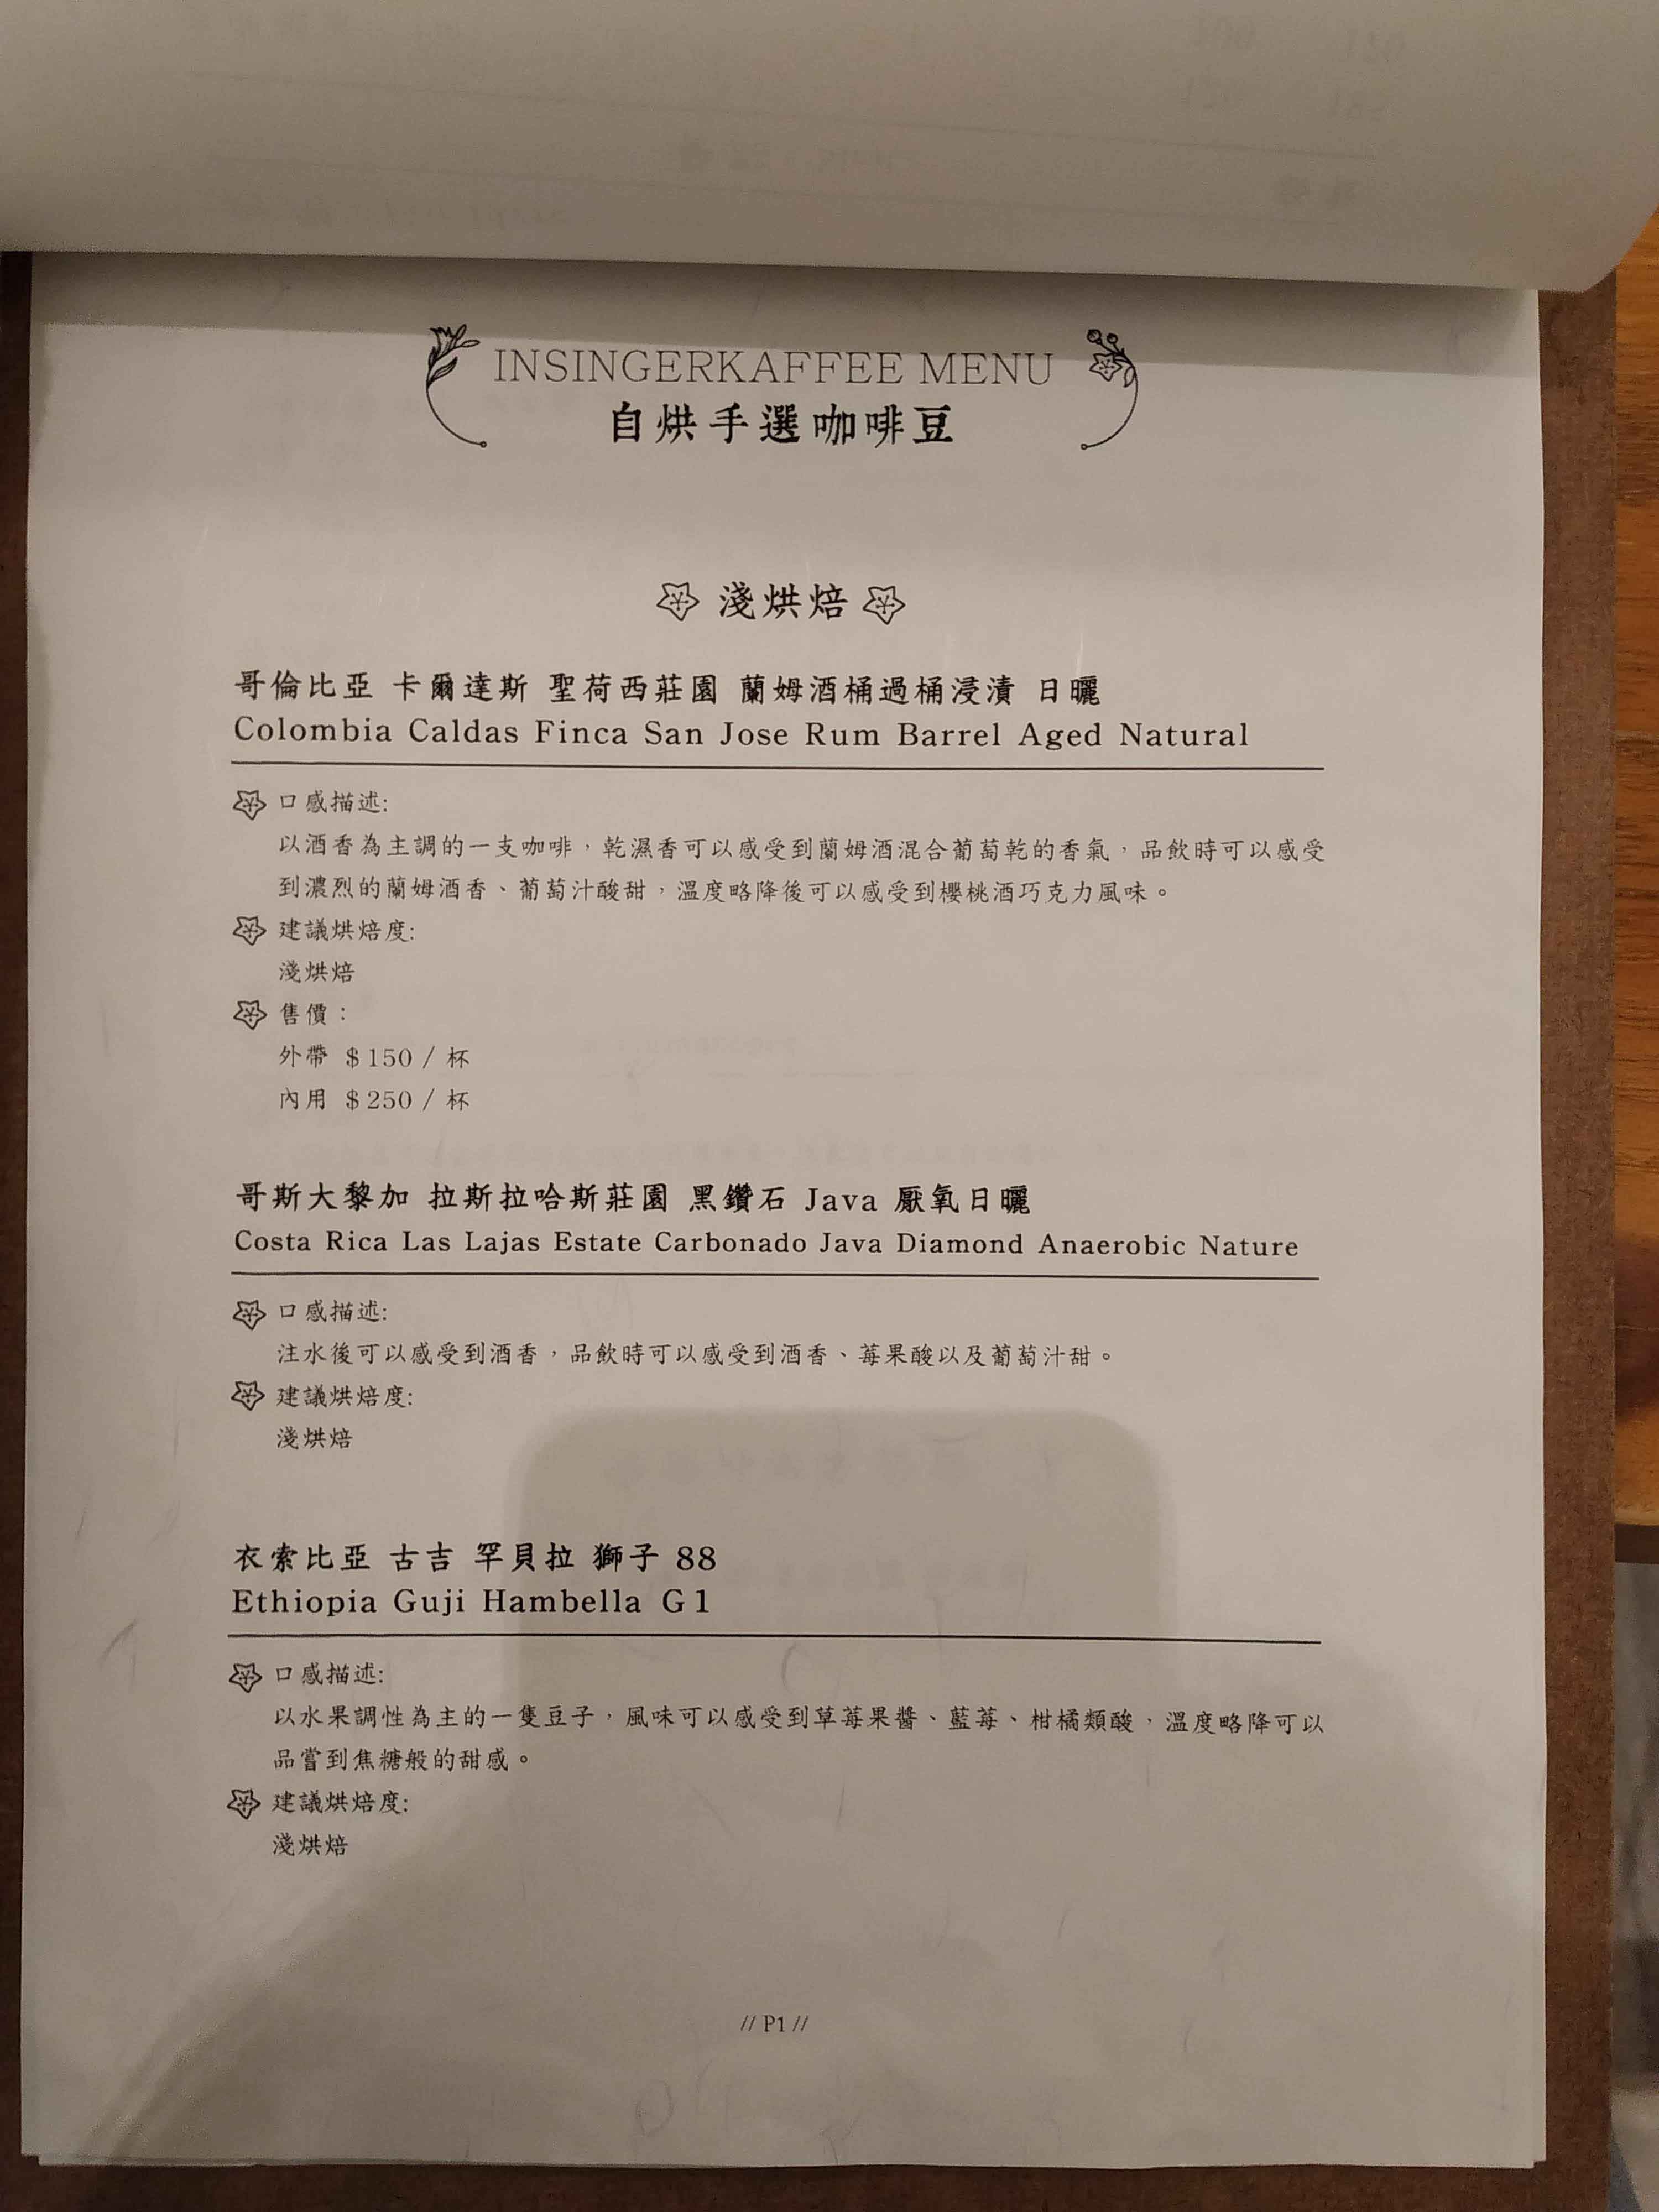 INSINGERKAFFEE MENU
自烘手選咖啡豆
淺烘焙
哥倫比亞 卡爾達斯 聖荷西莊園 蘭姆酒桶過桶浸漬 日曬
Colombia Caldas Finca San Jose Rum Barrel Aged Natural
口感描述:
以酒香為主調的一支咖啡，乾濕香可以感受到蘭姆酒混合葡萄乾的香氣，品飲時可以感受
到濃烈的蘭姆酒香、葡萄汁酸甜，溫度略降後可以感受到櫻桃酒巧克力風味。
建議烘焙度:
淺烘焙
售價：
外帶 $150 / 杯
內用 $250 / 杯
哥斯大黎加 拉斯拉哈斯莊園 黑鑽石 Java 厭氧日曬
Costa Rica Las Lajas Estate Carbonado Java Diamond Anaerobic Nature
口感描述:
注水後可以感受到酒香，品飲時可以感受到酒香、莓果酸以及葡萄汁甜。
建議烘焙度:
淺烘焙
衣索比亞 古吉 罕貝拉 獅子 88
Ethiopia Guji Hambella G1
口感描述:
以水果調性為主的一隻豆子，風味可以感受到草莓果醬、藍莓、柑橘類酸，溫度略降可以
品嘗到焦糖般的甜感。
建議烘焙度:
淺烘焙
// P1 //